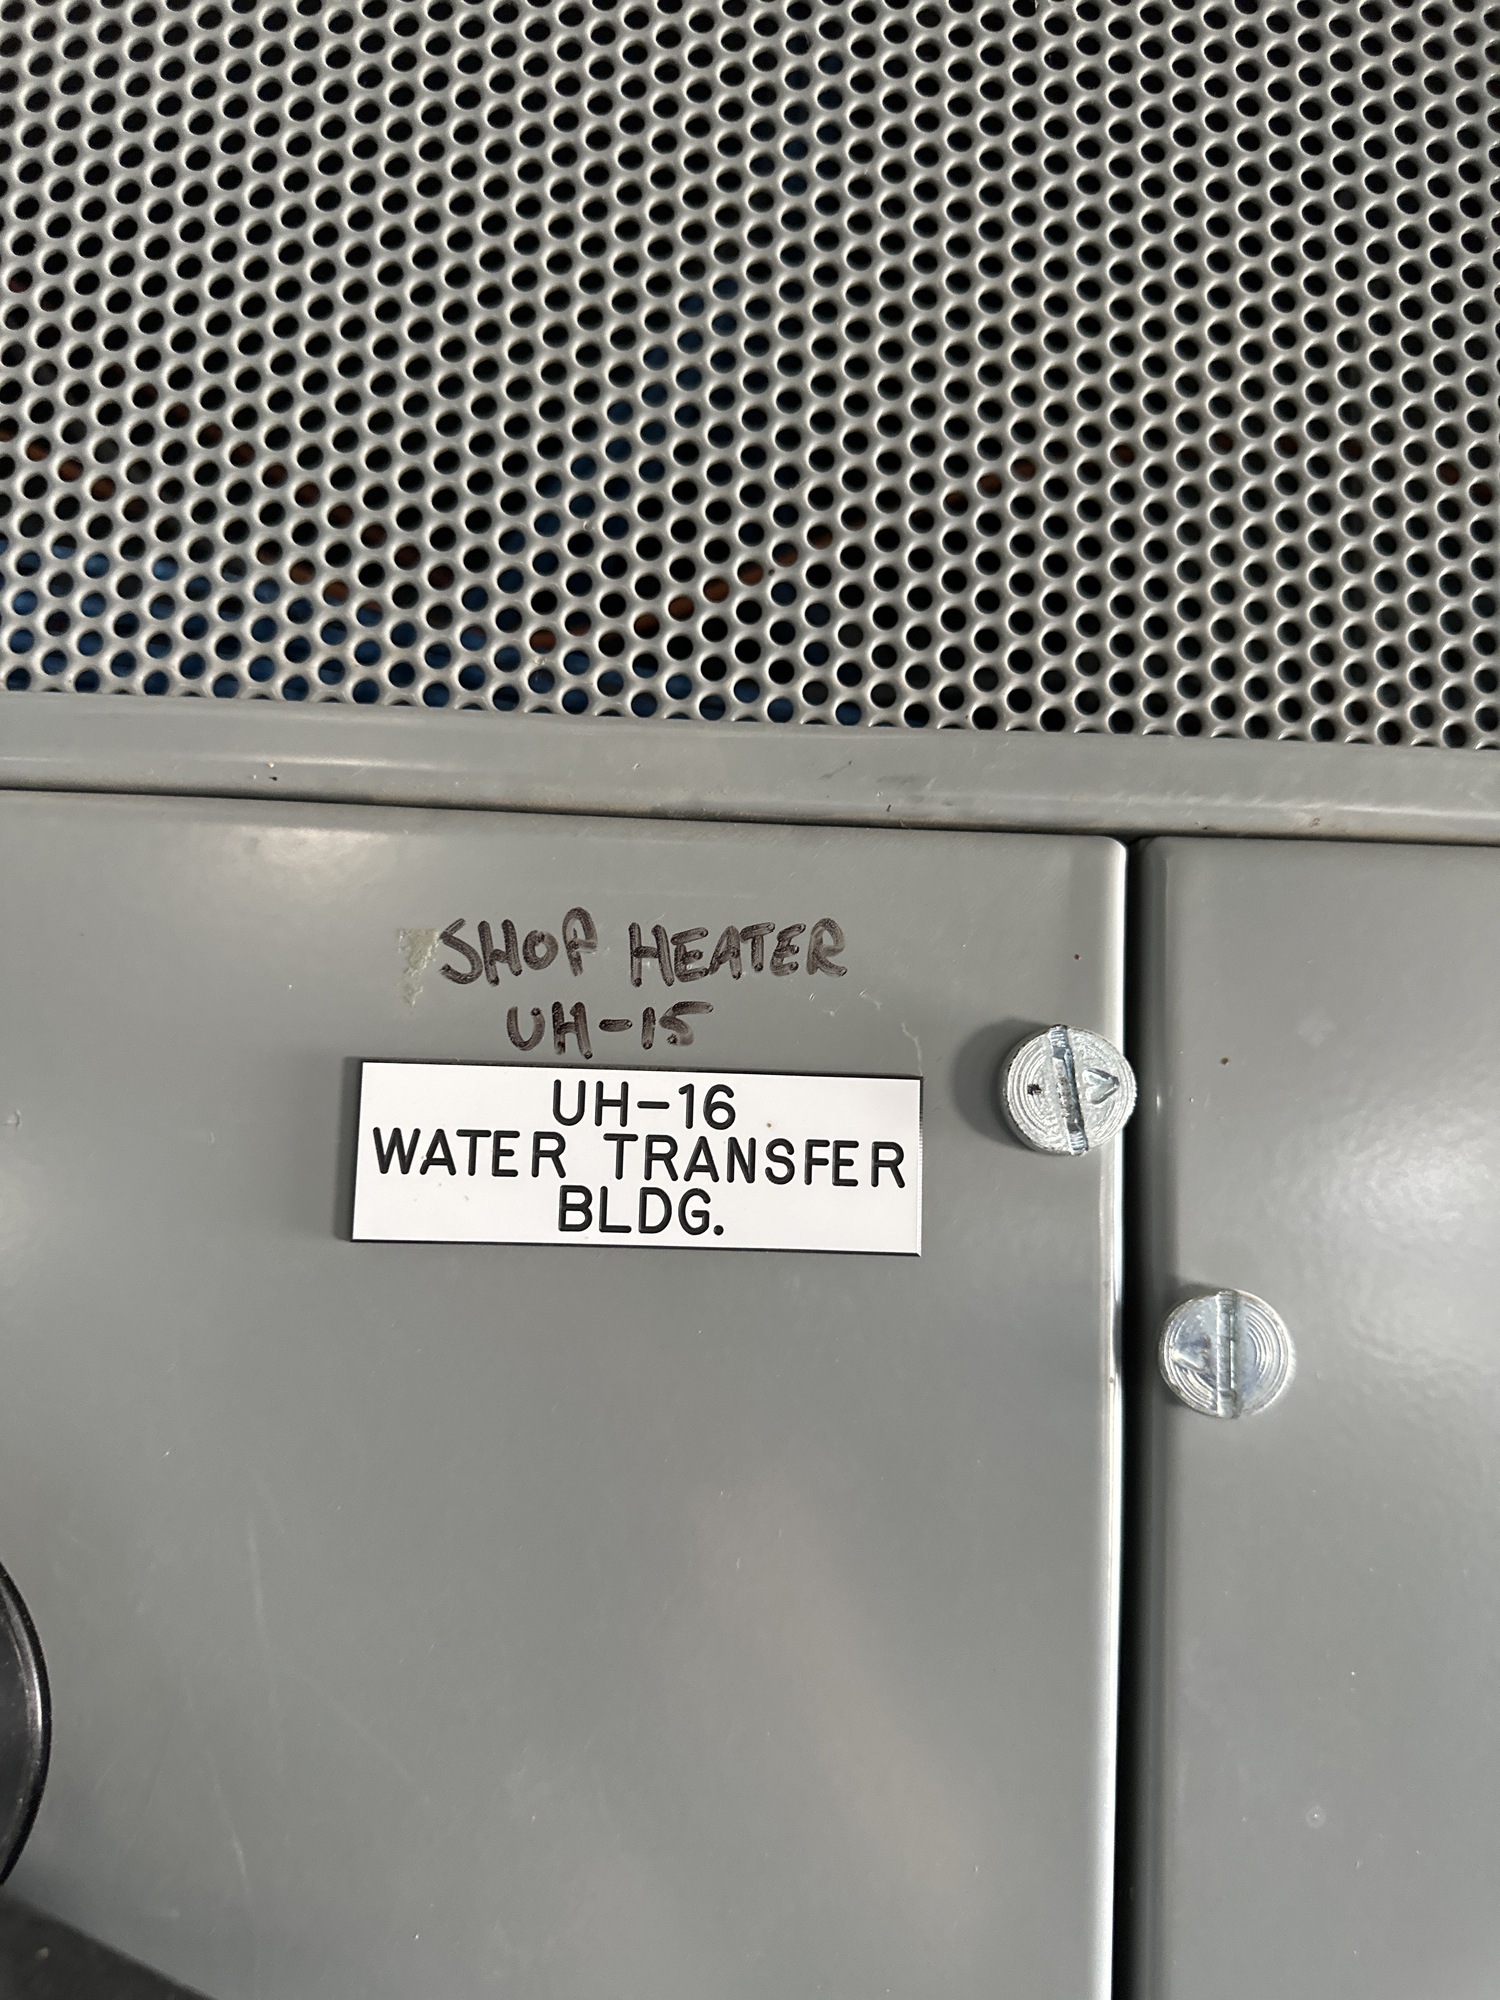 SHOP HEATER
UH-15
UH-16
WATER TRANSFER
BLDG.